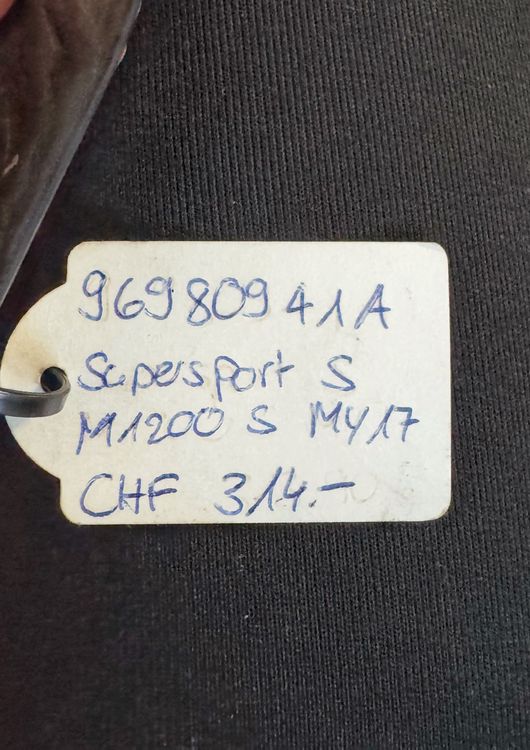 96980941A
Supersport S
M1200 S MY17
CHF 314.-